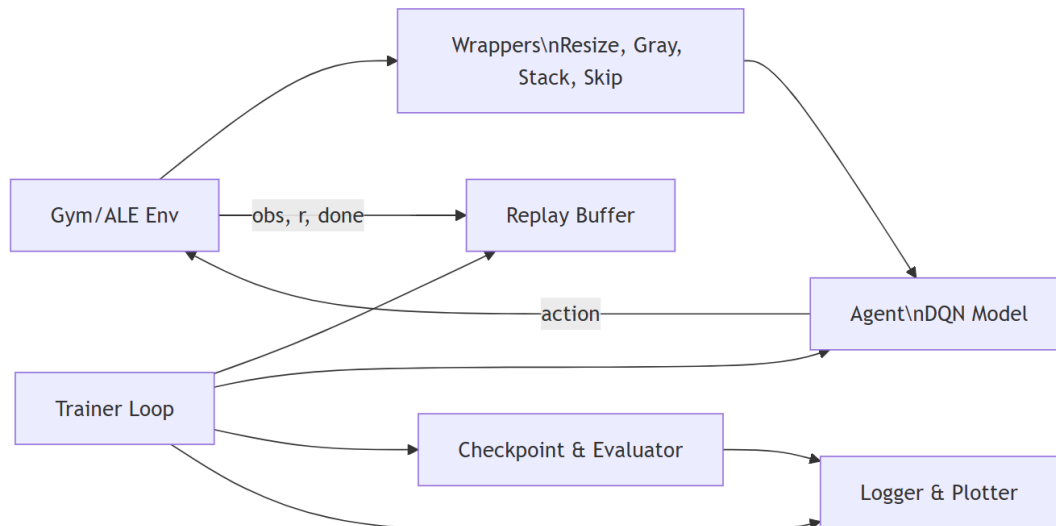 Wrappers\nResize, Gray,
Stack, Skip
Gym/ALE Env
obs, r, done
Replay Buffer
action
Agent\nDQN Model
Trainer Loop
Checkpoint & Evaluator
Logger & Plotter